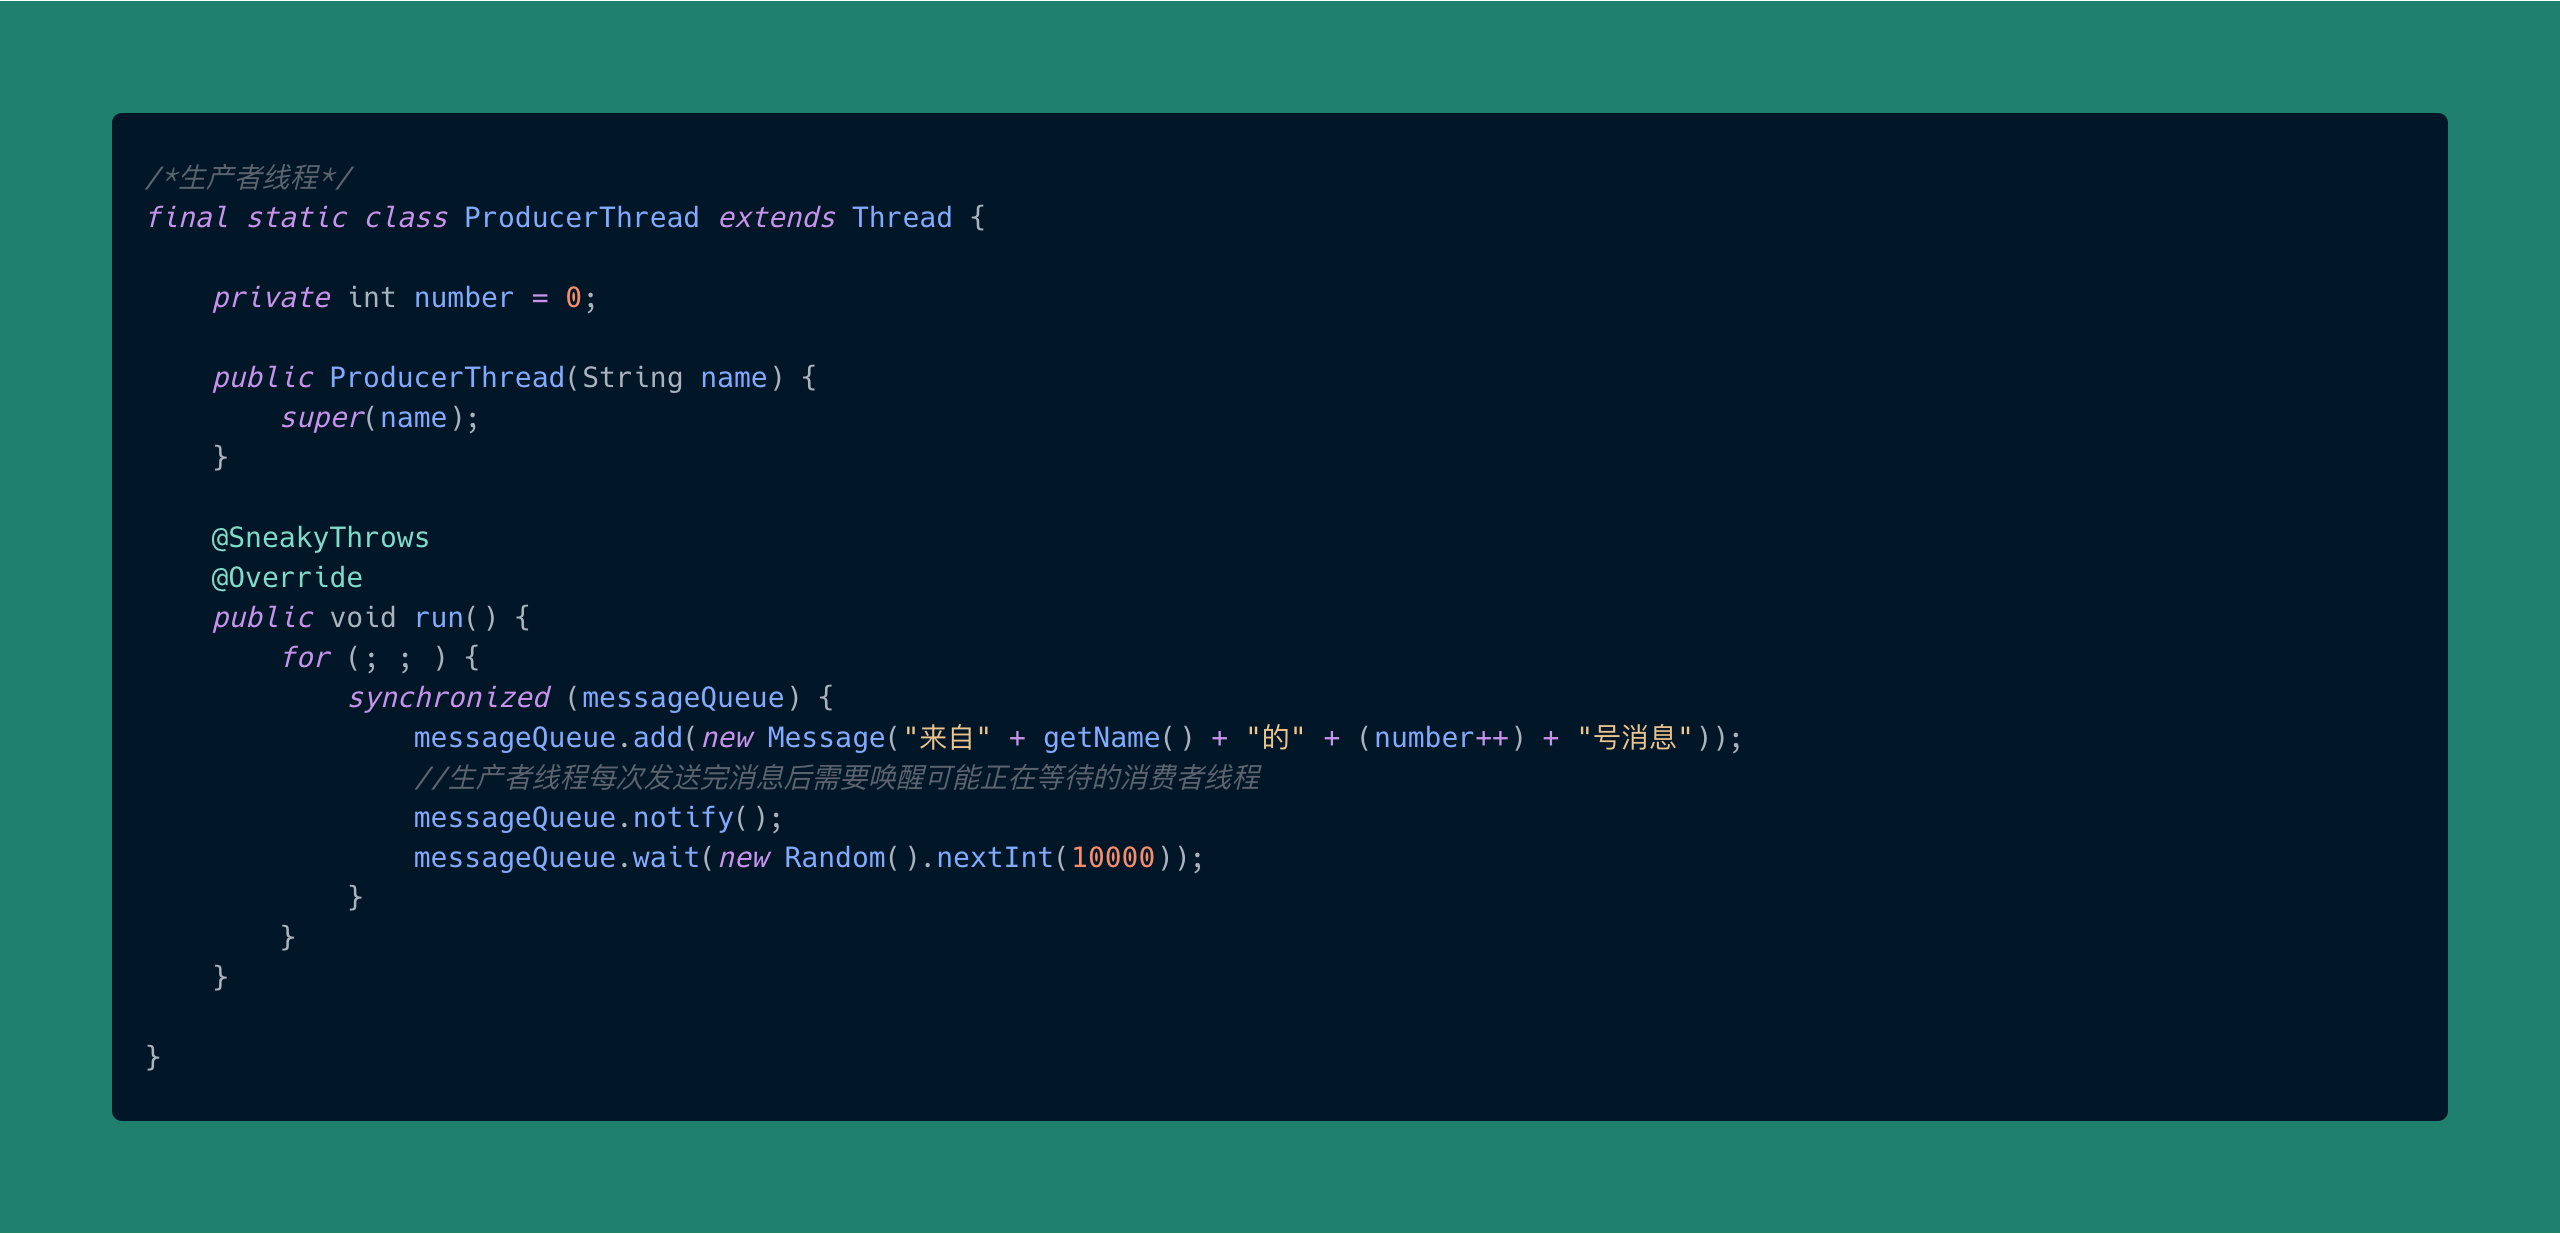 /*生产者线程*/
final static class ProducerThread extends Thread {
private int number = 0;
public ProducerThread(String name) {
super(name);
}
@SneakyThrows
@Override
public void run() {
for (; ; ) {
synchronized (messageQueue) {
messageQueue.add(new Message("来自" + getName() + "的" + (number++) + "号消息"));
//生产者线程每次发送完消息后需要唤醒可能正在等待的消费者线程
messageQueue.notify();
messageQueue.wait(new Random().nextInt(10000));
}
}
}
}